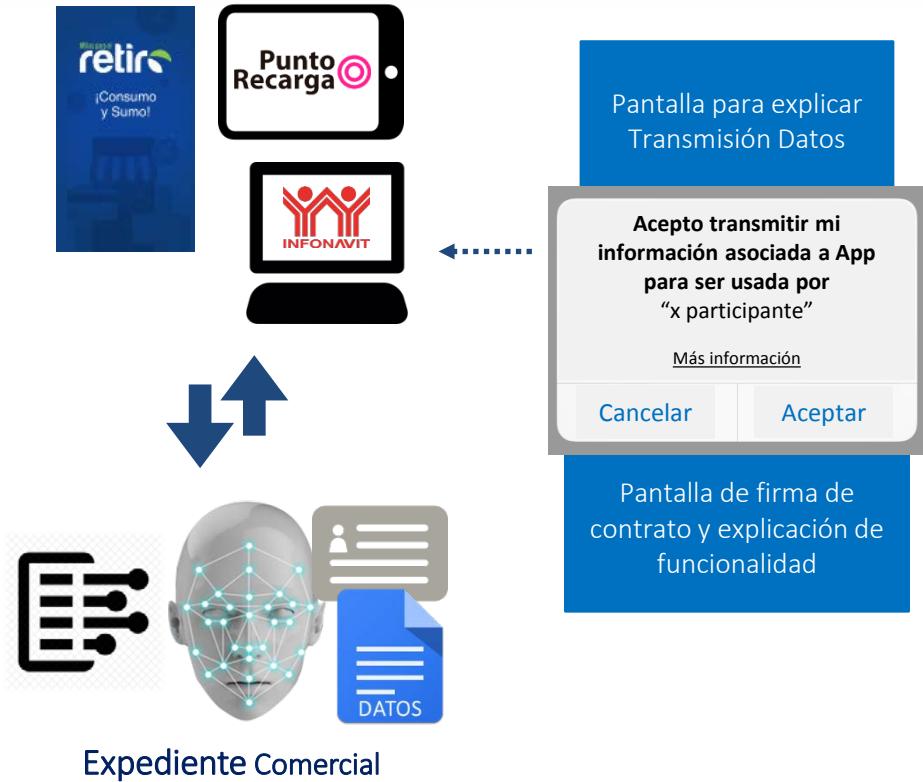 retiro
¡Consumo
y Sumo!
Punto
Recarga
INFONAVIT
Pantalla para explicar
Transmisión Datos
Acepto transmitir mi
información asociada a App
para ser usada por
“x participante”
Más información
Cancelar
Aceptar
Pantalla de firma de
contrato y explicación de
funcionalidad
DATOS
Expediente Comercial